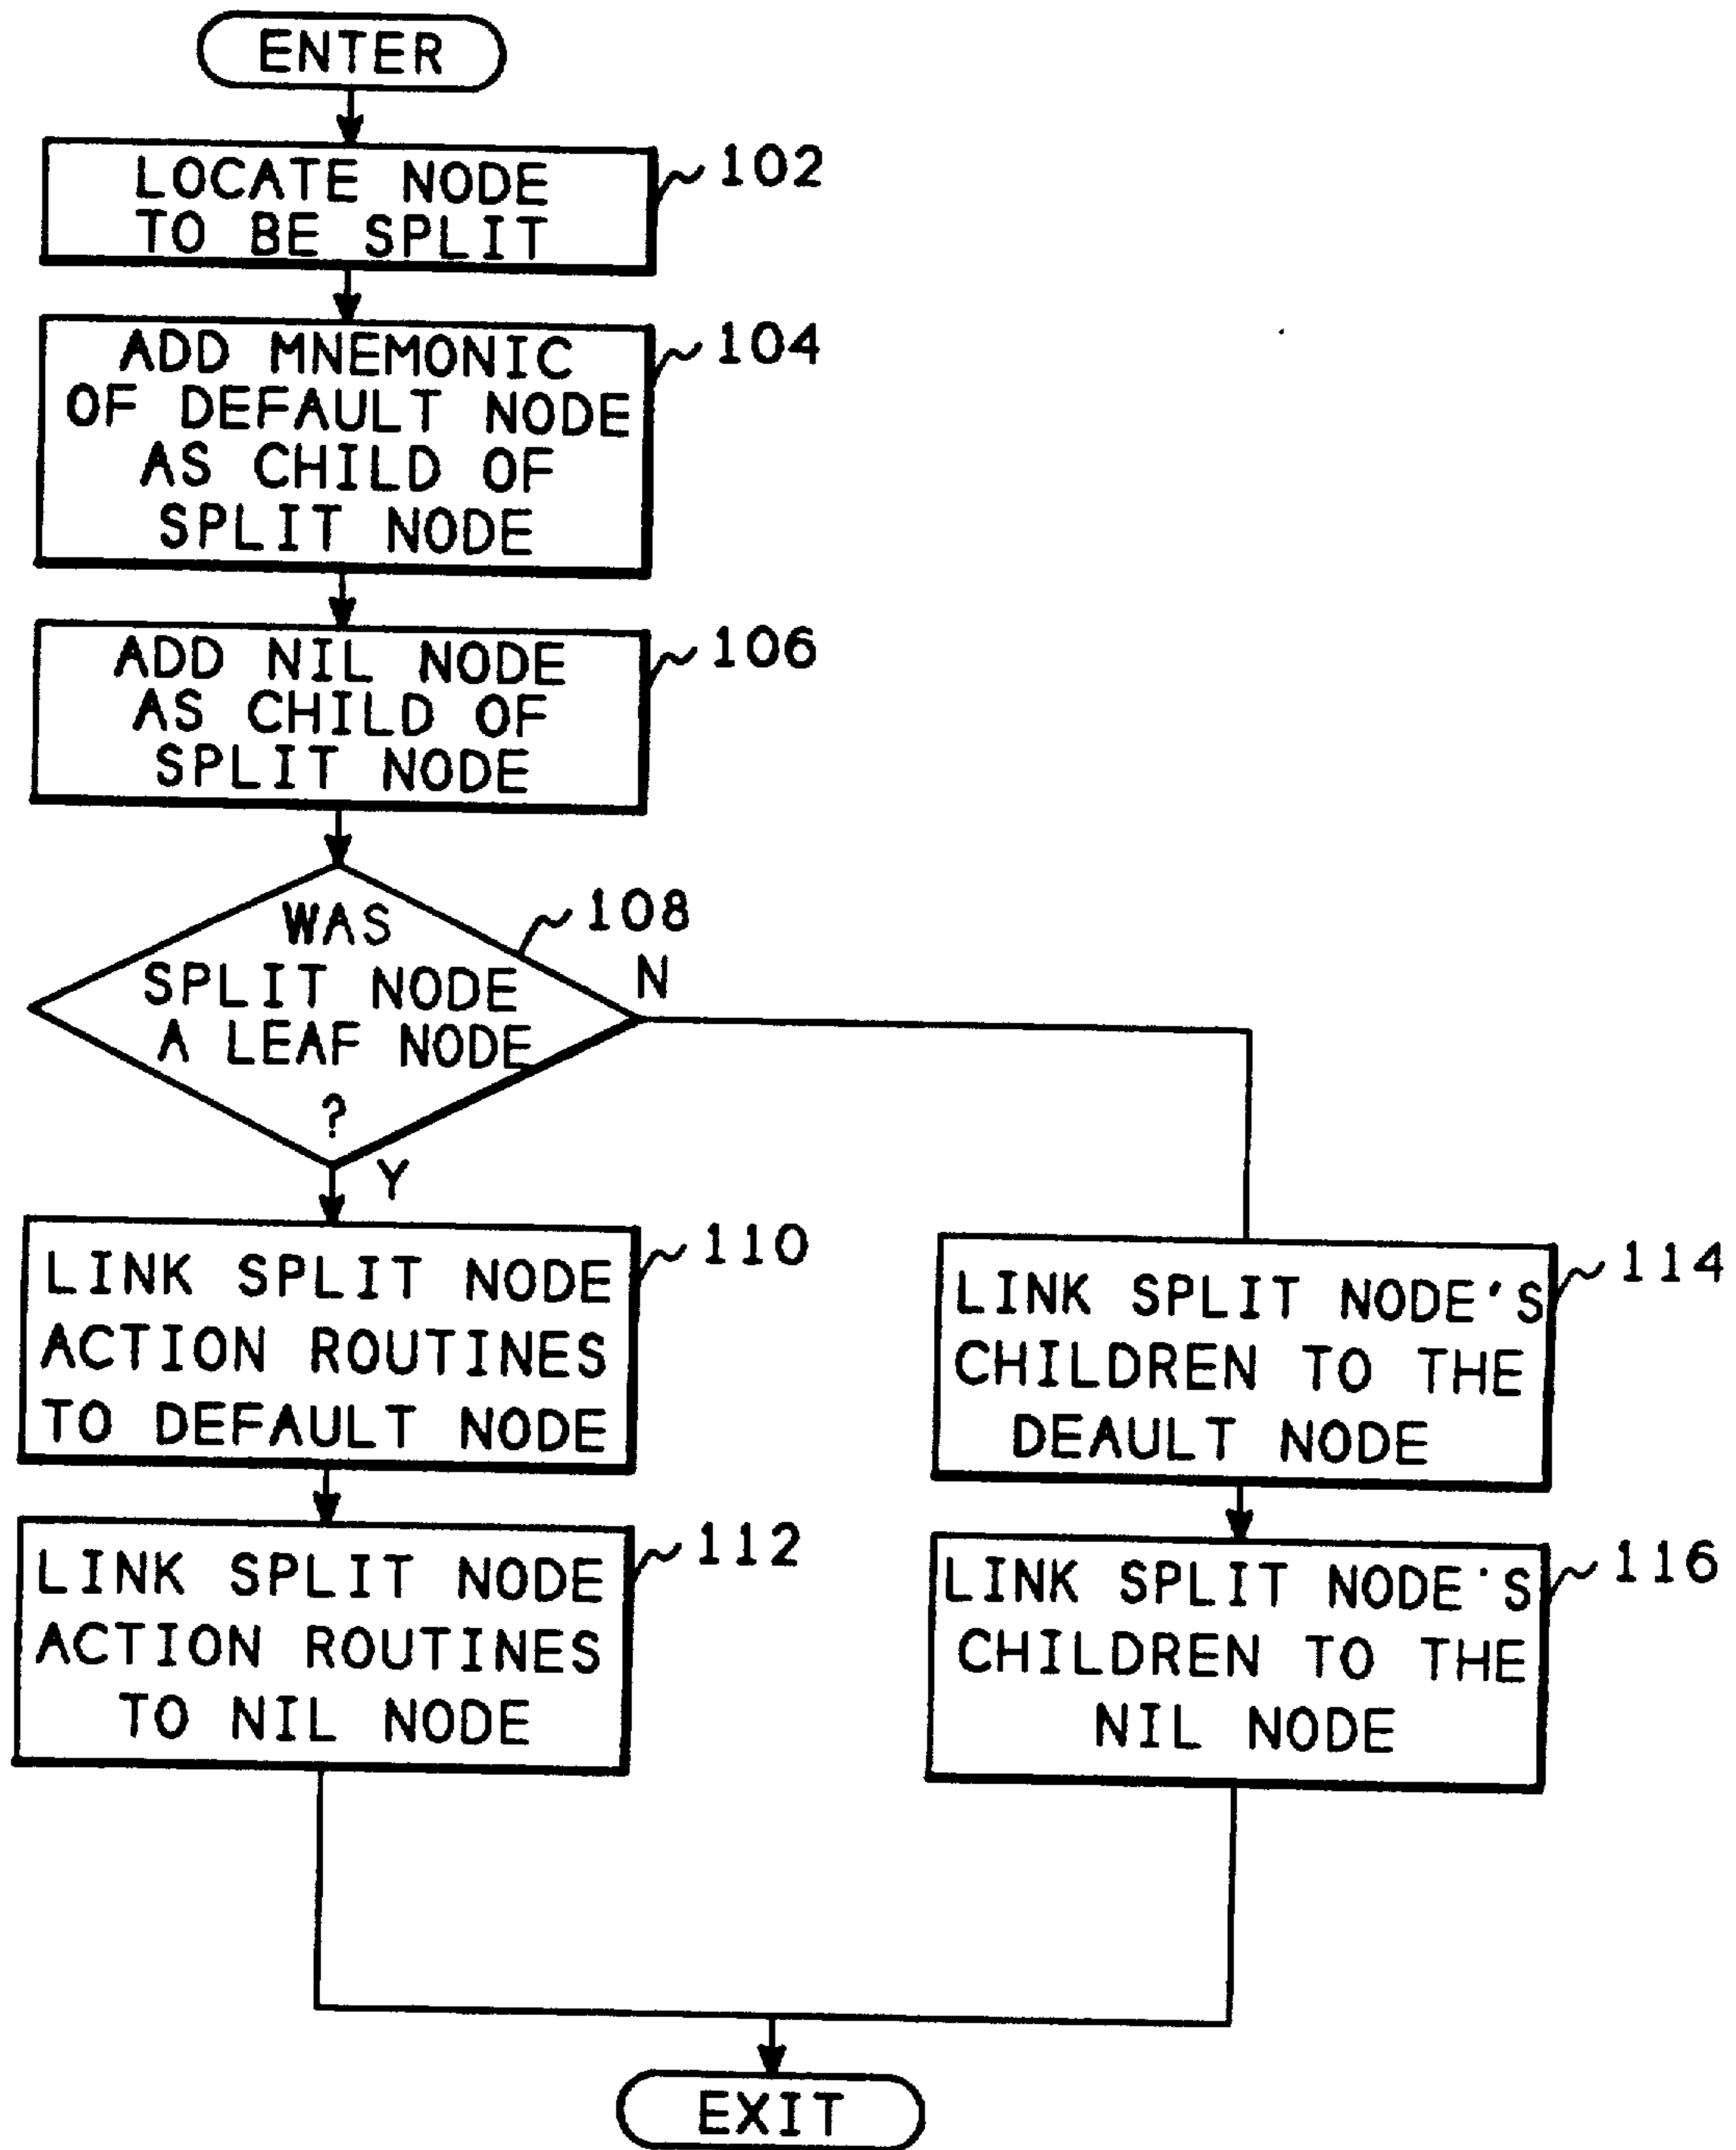 ENTER
LOCATE NODE
TO BE SPLIT
102
ADD MNEMONIC
OF DEFAULT NODE
AS CHILD OF
SPLIT NODE
104
ADD NIL NODE
AS CHILD OF
SPLIT NODE
106
WAS
SPLIT NODE
A LEAF NODE
?
108
N
Y
LINK SPLIT NODE
ACTION ROUTINES
TO DEFAULT NODE
110
LINK SPLIT NODE
ACTION ROUTINES
TO NIL NODE
112
LINK SPLIT NODE'S
CHILDREN TO THE
DEAULT NODE
114
LINK SPLIT NODE'S
CHILDREN TO THE
NIL NODE
116
EXIT